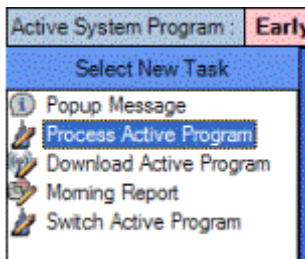 Active System Program : Early
Select New Task
Popup Message
Process Active Program
Download Active Program
Morning Report
Switch Active Program